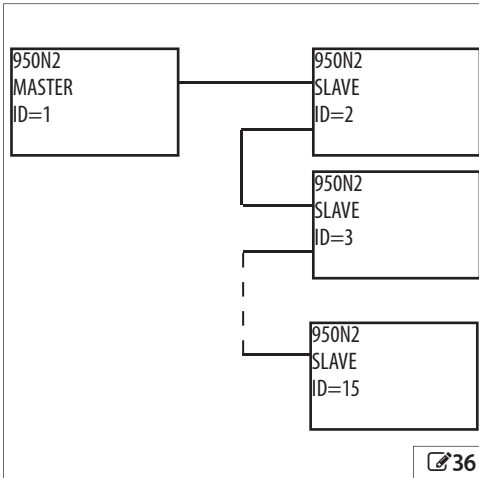 950N2
MASTER
ID=1
950N2
SLAVE
ID=2
950N2
SLAVE
ID=3
950N2
SLAVE
ID=15
36